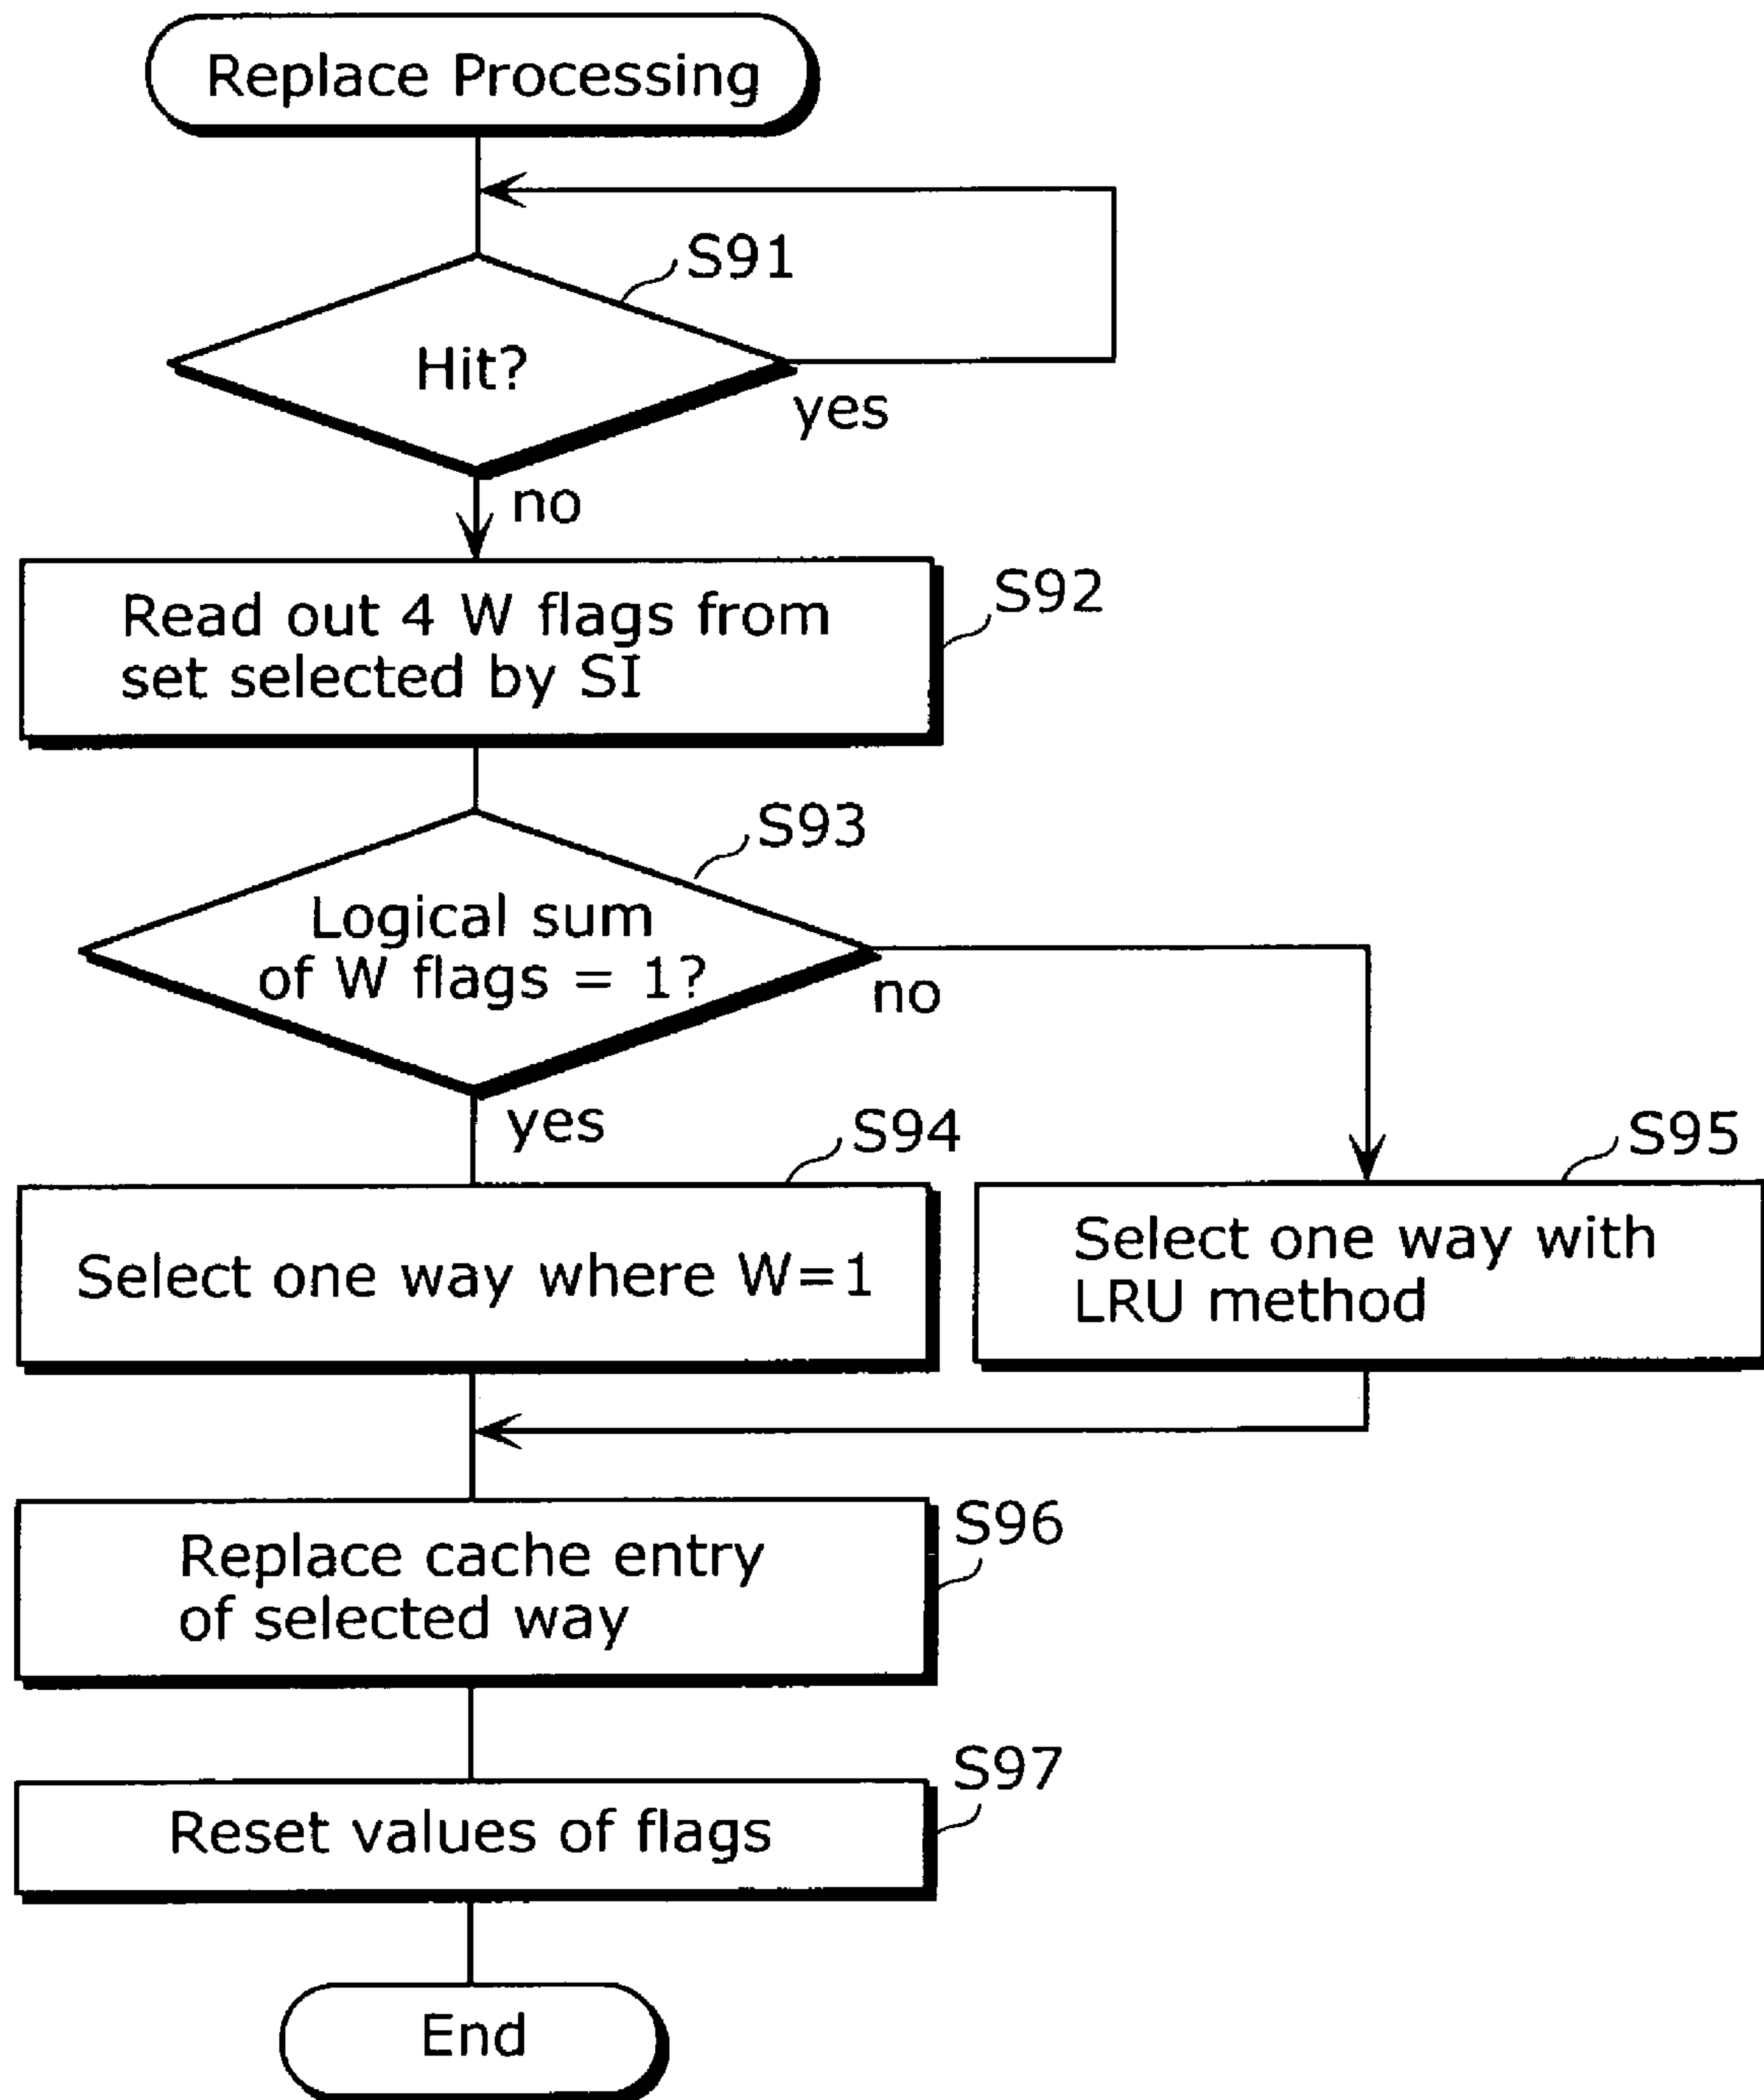 Replace Processing
S91
Hit?
yes
no
S92
Read out 4 W flags from
set selected by SI
S93
Logical sum
of W flags = 1?
no
yes
S94
S95
Select one way where W=1
Select one way with
LRU method
S96
Replace cache entry
of selected way
S97
Reset values of flags
End